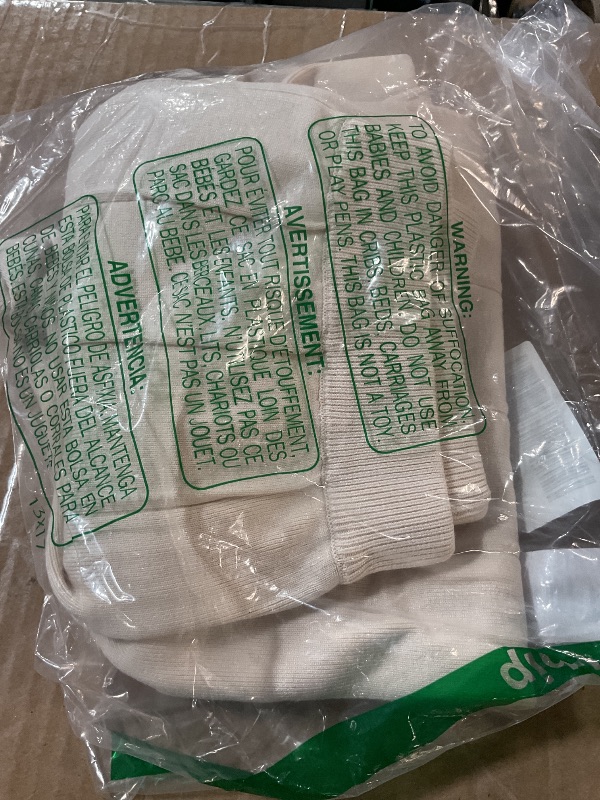 WARNING:
TO AVOID DANGER OF SUFFOCATION,
KEEP THIS PLASTIC BAG AWAY FROM
BABIES AND CHILDREN. DO NOT USE
THIS BAG IN CRIBS, BEDS, CARRIAGES
OR PLAY PENS. THIS BAG IS NOT A TOY.
AVERTISSEMENT:
POUR ÉVITER TOUT RISQUE D'ÉTOUFFEMENT,
GARDEZ CE SAC EN PLASTIQUE LOIN DES
BÉBÉS ET LES ENFANTS. N'UTILISEZ PAS CE
SAC DANS LES BERCEAUX, LITS, CHARIOTS OU
PARC AU BÉBÉ. CE SAC N'EST PAS UN JOUET.
ADVERTENCIA:
PARA EVITAR EL PELIGRO DE ASFIXIA MANTENGA
ESTA BOLSA DE PLASTICO FUERA DEL ALCANCE
DE BEBES Y NIÑOS. NO USAR ESTA BOLSA EN
CUNAS, CAMAS, CARRIOLAS O CORRALES PARA
BEBES. ESTA BOLSA NO ES UN JUGUETE.